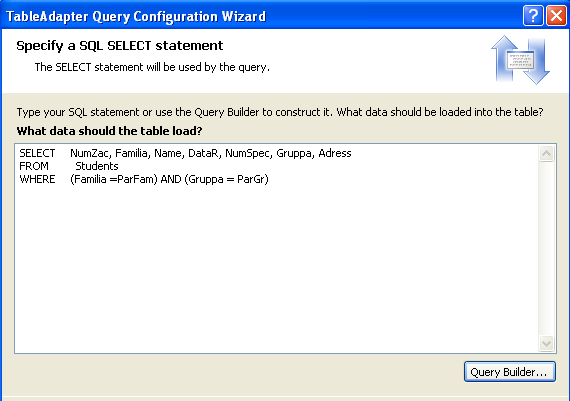 TableAdapter Query Configuration Wizard
Specify a SQL SELECT statement
The SELECT statement will be used by the query.
Type your SQL statement or use the Query Builder to construct it. What data should be loaded into the table?
What data should the table load?
SELECT NumZac, Familia, Name, DataR, NumSpec, Gruppa, Adress
FROM Students
WHERE (Familia =ParFam) AND (Gruppa = ParGr)
Query Builder...